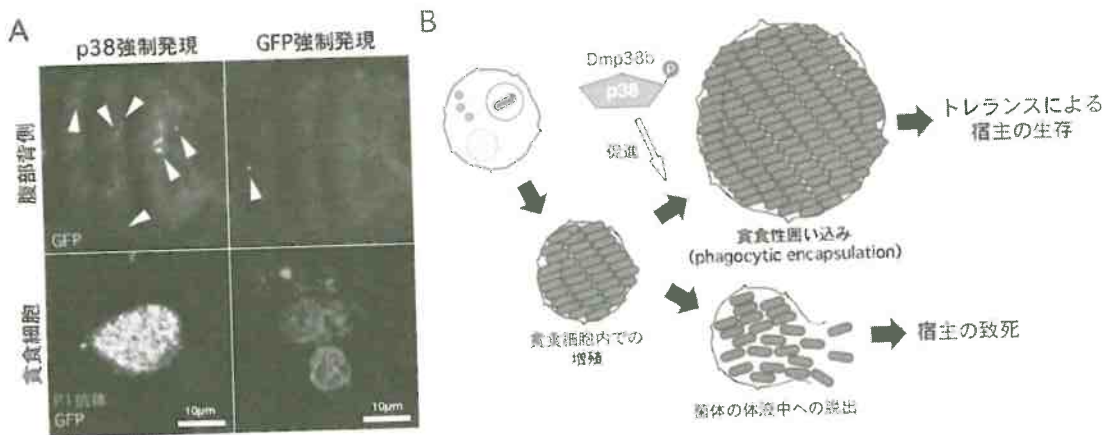 A
p38強制発現
GFP強制発現
腹部背側
GFP
貪食細胞
P1抗体
GFP
10μm
10μm
B
Dmp38b
P
p38
促進
トレランスによる
宿主の生存
貪食性囲い込み
(phagocytic encapsulation)
貪食細胞内での
増殖
宿主の致死
菌体の体液中への脱出